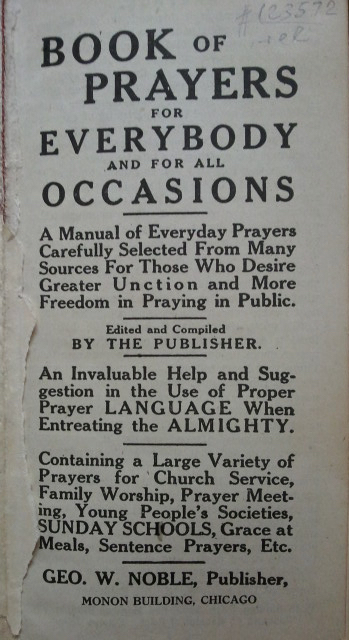 #123572
BOOK OF
PRAYERS
FOR
EVERYBODY
AND FOR ALL
OCCASIONS
A Manual of Everyday Prayers
Carefully Selected From Many
Sources For Those Who Desire
Greater Unction and More
Freedom in Praying in Public.
Edited and Compiled
BY THE PUBLISHER.
An Invaluable Help and Sug-
gestion in the Use of Proper
Prayer LANGUAGE When
Entreating the ALMIGHTY.
Containing a Large Variety of
Prayers for Church Service,
Family Worship, Prayer Meet-
ing, Young People's Societies,
SUNDAY SCHOOLS, Grace at
Meals, Sentence Prayers, Etc.
GEO. W. NOBLE, Publisher,
MONON BUILDING, CHICAGO